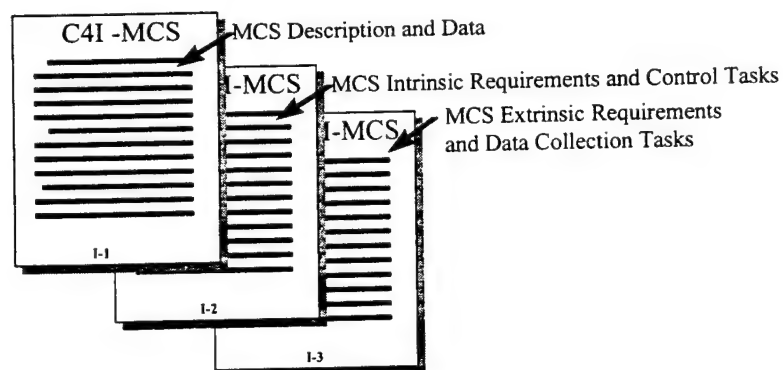 C4I -MCS
MCS Description and Data
I-MCS
MCS Intrinsic Requirements and Control Tasks
I-MCS
MCS Extrinsic Requirements
and Data Collection Tasks
I-1
I-2
I-3